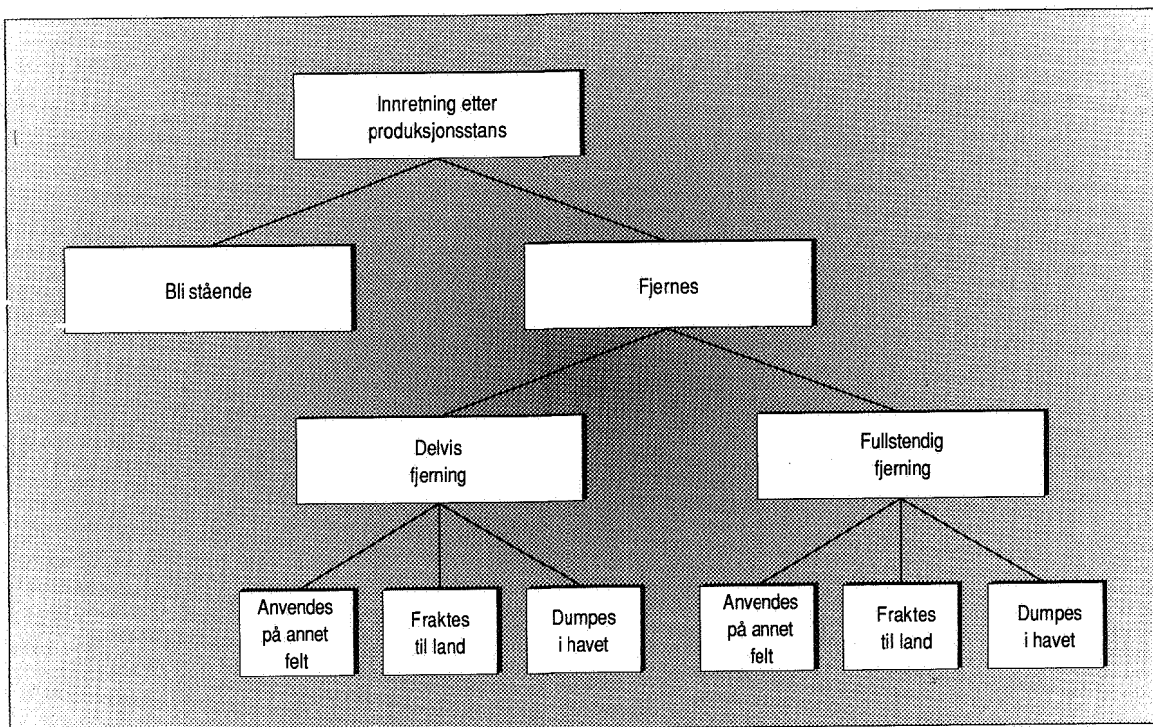 Innretning etter
produksjonsstans
Bli stående
Fjernes
Delvis
fjerning
Fullstendig
fjerning
Anvendes
på annet
felt
Fraktes
til land
Dumpes
i havet
Anvendes
på annet
felt
Fraktes
til land
Dumpes
i havet